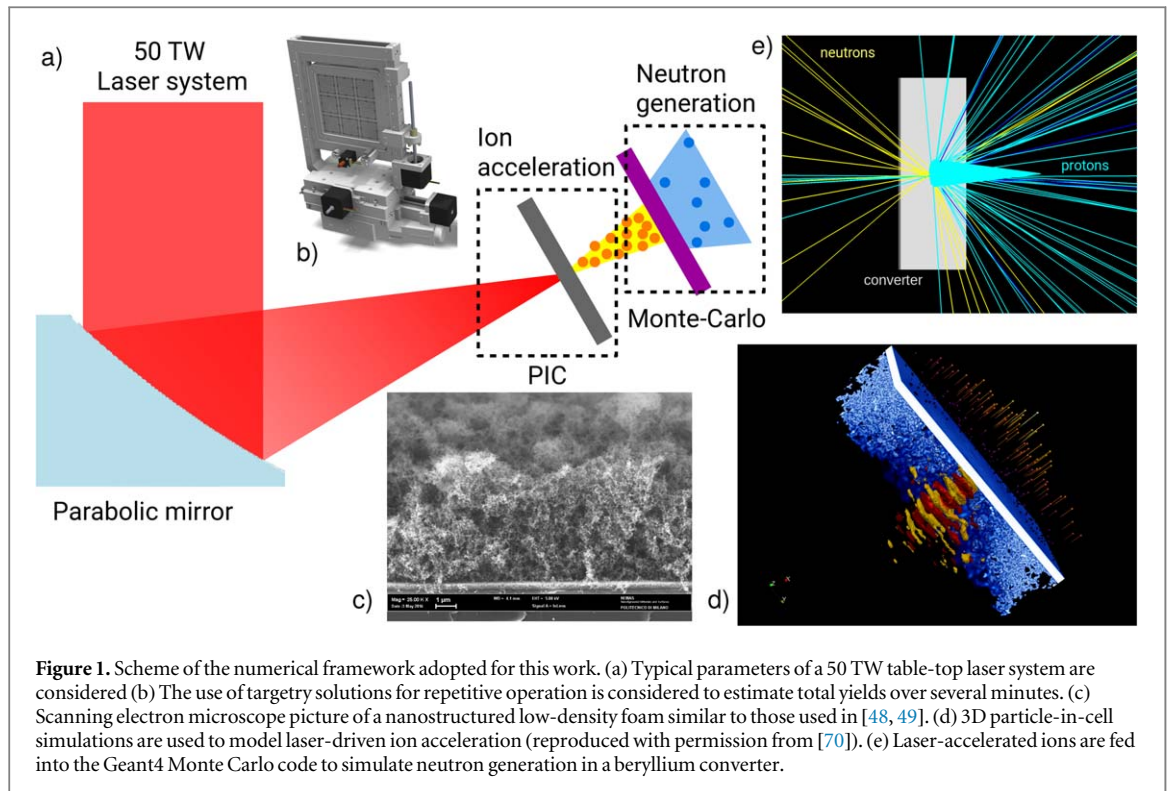 a)
50 TW
Laser system
b)
Ion
acceleration
Neutron
generation
e)
neutrons
protons
converter
Monte-Carlo
PIC
Parabolic mirror
c)
1 µm
POLITECNICO DI MILANO
d)
Figure 1. Scheme of the numerical framework adopted for this work. (a) Typical parameters of a 50 TW table-top laser system are
considered (b) The use of targetry solutions for repetitive operation is considered to estimate total yields over several minutes. (c)
Scanning electron microscope picture of a nanostructured low-density foam similar to those used in [48, 49]. (d) 3D particle-in-cell
simulations are used to model laser-driven ion acceleration (reproduced with permission from [70]). (e) Laser-accelerated ions are fed
into the Geant4 Monte Carlo code to simulate neutron generation in a beryllium converter.